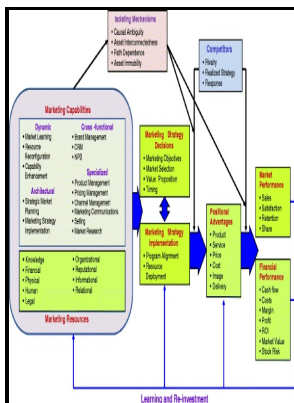 Isolating Mechanisms
• Causal Ambiguity
• Asset Interconnectedness
• Path Dependence
• Asset Immobility
Competitors
• Rivalry
• Realized Strategy
• Response
Marketing Capabilities
Dynamic
• Market Learning
• Resource
Reconfiguration
• Capability
Enhancement
Architectural
• Strategic Market
Planning
• Marketing Strategy
Implementation
Cross -functional
• Brand Management
• CRM
• NPD
Specialized
• Product Management
• Pricing Management
• Channel Management
• Marketing Communications
• Selling
• Market Research
• Knowledge
• Financial
• Physical
• Human
• Legal
• Organizational
• Reputational
• Informational
• Relational
Marketing Resources
Marketing Strategy
Decisions
• Marketing Objectives
• Market Selection
• Value Proposition
• Timing
Marketing Strategy
Implementation
• Program Alignment
• Resource
Deployment
Positional
Advantages
• Product
• Service
• Price
• Cost
• Image
• Delivery
Market
Performance
• Sales
• Satisfaction
• Retention
• Share
Financial
Performance
• Cash flow
• Costs
• Margin
• Profit
• ROI
• Market Value
• Stock Risk
Learning and Re-investment